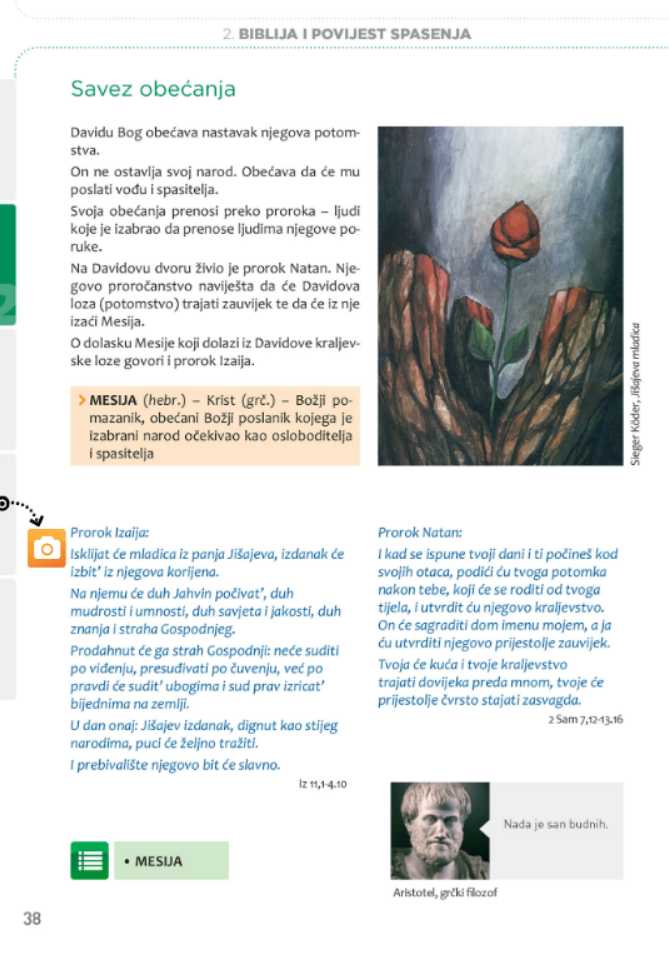 2. BIBLIJA I POVIJEST SPASENJA
Savez obećanja
Davidu Bog obećava nastavak njegova potom-
stva.
On ne ostavlja svoj narod. Obećava da će mu
poslati vođu i spasitelja.
Svoja obećanja prenosi preko proroka – ljudi
koje je izabrao da prenose ljudima njegove po-
ruke.
Na Davidovu dvoru živio je prorok Natan. Nje-
govo proročanstvo naviješta da će Davidova
loza (potomstvo) trajati zauvijek te da će iz nje
izaći Mesija.
O dolasku Mesije koji dolazi iz Davidove kraljev-
ske loze govori i prorok Izaija.
MESIJA (hebr.) – Krist (grč.) – Božji po-
mazanik, obećani Božji poslanik kojega je
izabrani narod očekivao kao osloboditelja
i spasitelja
Sieger Köder, Jišajeva mladica
Prorok Izaija:
Isklijat će mladica iz panja Jišajeva, izdanak će
izbit' iz njegova korijena.
Na njemu će duh Jahvin počivat', duh
mudrosti i umnosti, duh savjeta i jakosti, duh
znanja i straha Gospodnjeg.
Prodahnut će ga strah Gospodnji: neće suditi
po viđenju, presuđivati po čuvenju, već po
pravdi će sudit' ubogima i sud prav izricat'
bijednima na zemlji.
U dan onaj: Jišajev izdanak, dignut kao stijeg
narodima, puci će željno tražiti.
I prebivalište njegovo bit će slavno.
Iz 11,1-4.10
Prorok Natan:
I kad se ispune tvoji dani i ti počineš kod
svojih otaca, podići ću tvoga potomka
nakon tebe, koji će se roditi od tvoga
tijela, i utvrdit ću njegovo kraljevstvo.
On će sagraditi dom imenu mojem, a ja
ću utvrditi njegovo prijestolje zauvijek.
Tvoja će kuća i tvoje kraljevstvo
trajati dovijeka preda mnom, tvoje će
prijestolje čvrsto stajati zasvagda.
2 Sam 7,12-13.16
• MESIJA
Nada je san budnih.
Aristotel, grčki filozof
38